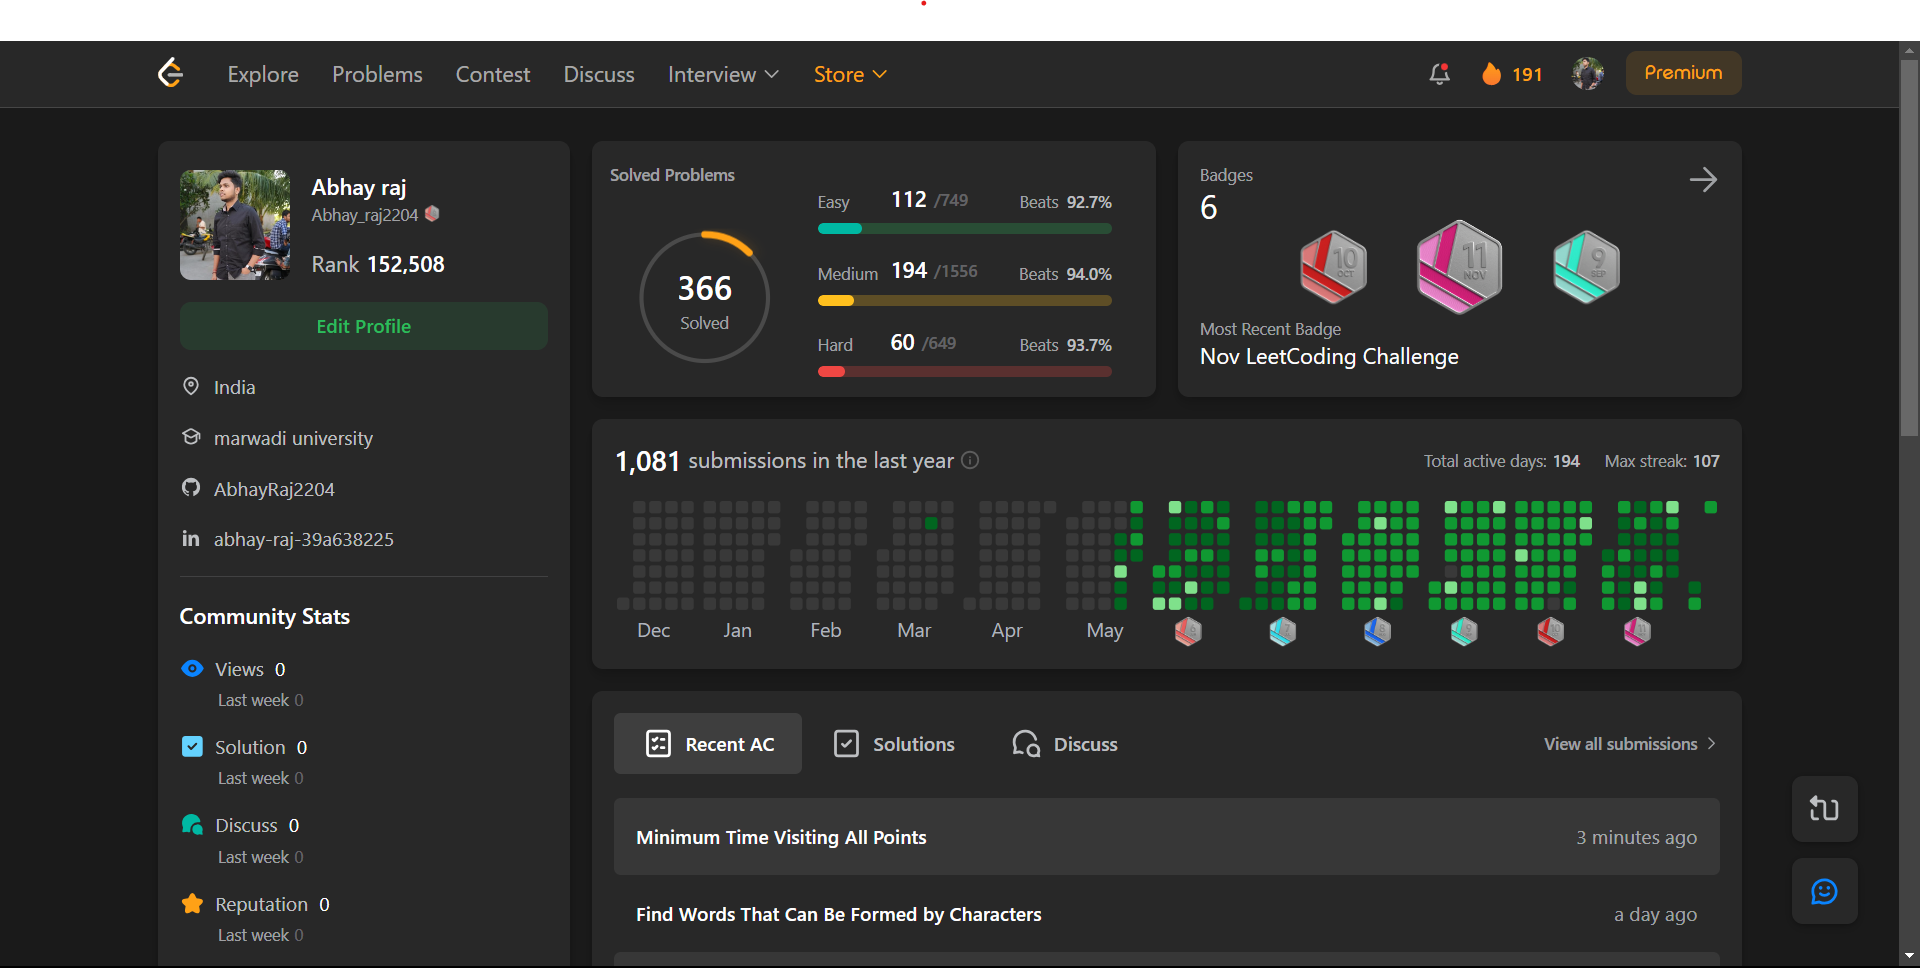 Explore Problems Contest Discuss Interview Store 191 Premium
Abhay raj
Abhay_raj2204
Rank 152,508
Edit Profile
India
marwadi university
AbhayRaj2204
in abhay-raj-39a638225
Community Stats
Views 0
Last week 0
Solution 0
Last week 0
Discuss 0
Last week 0
Reputation 0
Last week 0
Solved Problems
366
Solved
Easy 112 /749 Beats 92.7%
Medium 194 /1556 Beats 94.0%
Hard 60 /649 Beats 93.7%
Badges
6
10 OCT
11 NOV
9 SEP
Most Recent Badge
Nov LeetCoding Challenge
1,081 submissions in the last year Total active days: 194 Max streak: 107
Dec Jan Feb Mar Apr May
Recent AC Solutions Discuss View all submissions
Minimum Time Visiting All Points 3 minutes ago
Find Words That Can Be Formed by Characters a day ago